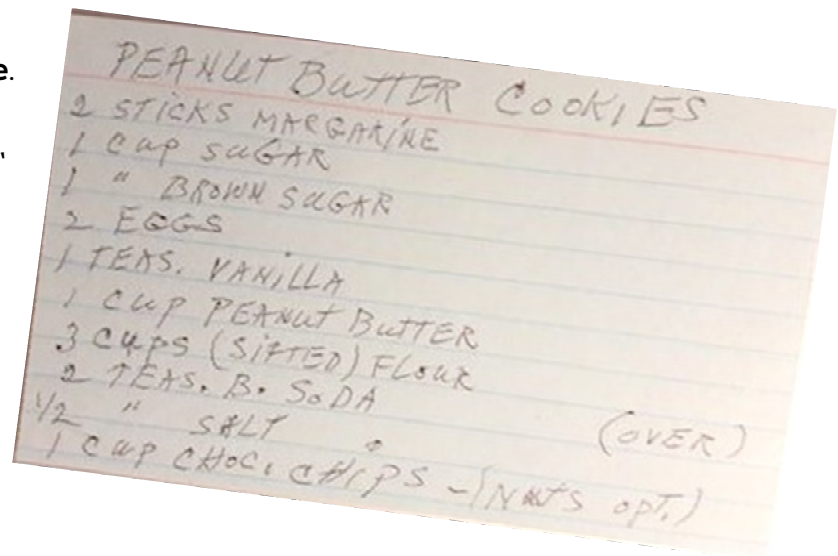 e.
PEANUT BUTTER COOKIES
2 STICKS MARGARINE
1 CUP SUGAR
1 " BROWN SUGAR
2 EGGS
1 TEAS. VANILLA
1 CUP PEANUT BUTTER
3 CUPS (SIFTED) FLOUR
2 TEAS. B. SODA
1/2 " SALT
(OVER)
1 CUP CHOC. CHIPS - (NUTS OPT.)